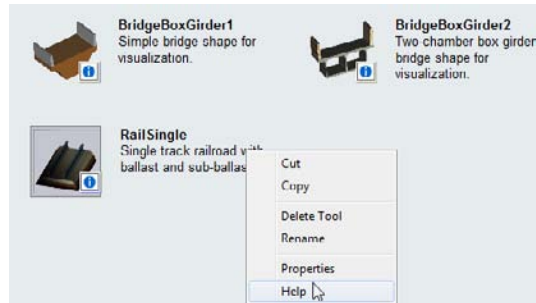 BridgeBoxGirder1
Simple bridge shape for
visualization.
BridgeBoxGirder2
Two chamber box girder
bridge shape for
visualization.
RailSingle
Single track railroad with
ballast and sub-ballas
Cut
Copy
Delete Tool
Rename
Properties
Help